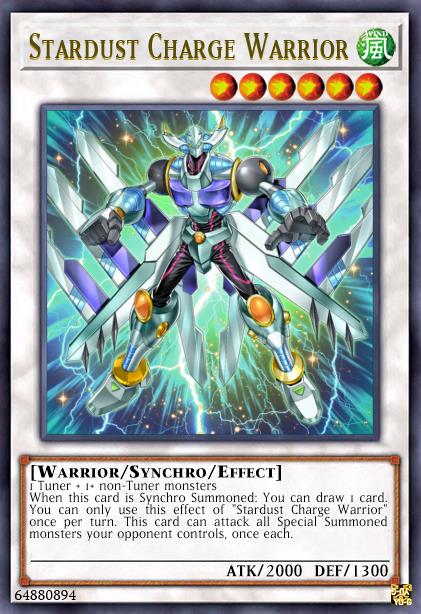 STARDUST CHARGE WARRIOR
WIND
風
[WARRIOR/SYNCHRO/EFFECT]
1 Tuner + 1+ non-Tuner monsters
When this card is Synchro Summoned: You can draw 1 card.
You can only use this effect of "Stardust Charge Warrior"
once per turn. This card can attack all Special Summoned
monsters your opponent controls, once each.
ATK/2000 DEF/1300
64880894